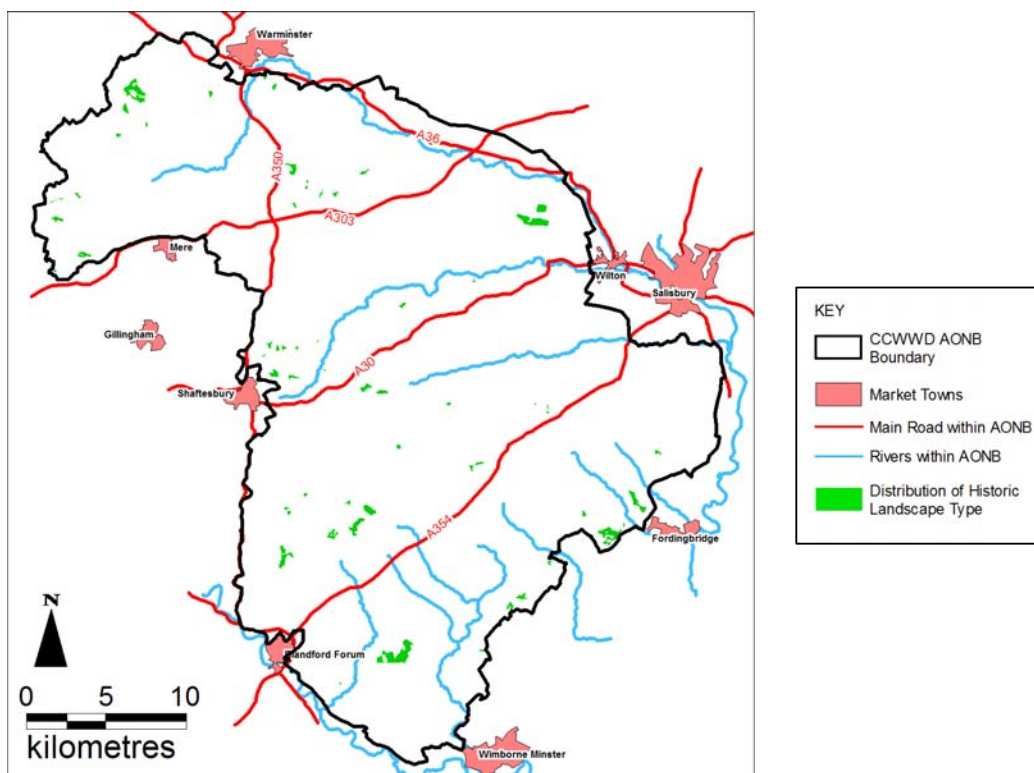 Warminster
A36
A350
A303
Mere
Wilton
Salisbury
Gillingham
A30
Shaftesbury
A354
Fordingbridge
N
Blandford Forum
0 5 10
kilometres
Wimborne Minster
KEY
CCWWD AONB
Boundary
Market Towns
Main Road within AONB
Rivers within AONB
Distribution of Historic
Landscape Type